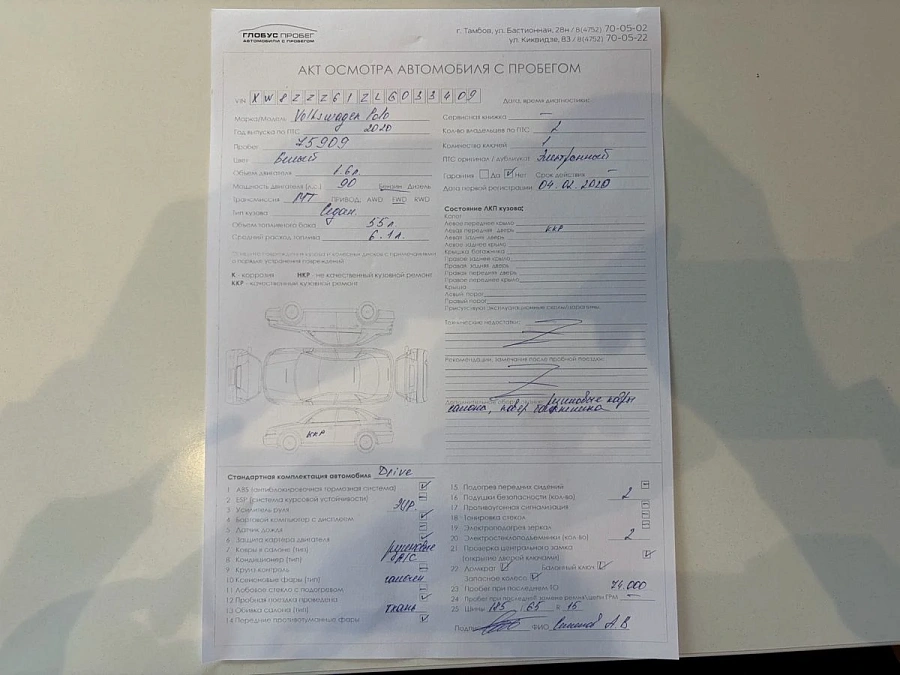 ГЛОБУС ПРОБЕГ
АВТОМОБИЛИ С ПРОБЕГОМ
г. Тамбов, ул. Бастионная, 28н / 8(4752) 70-05-02
ул. Киквидзе, 83 / 8(4752) 70-05-22
АКТ ОСМОТРА АВТОМОБИЛЯ С ПРОБЕГОМ
VIN X W 8 Z Z Z 6 1 Z L G 0 3 3 4 0 9
Марка/Модель Volkswagen Polo
Год выпуска по ПТС 2020
Пробег 75909
Цвет Белый
Объем двигателя 1.6л.
Мощность двигателя (л.с.) 90 Бензин Дизель
Трансмиссия МТ ПРИВОД: AWD FWD RWD
Тип кузова Седан
Объем топливного бака 55л
Средний расход топлива 6.1л.
К - коррозия НКР - не качественный кузовной ремонт
ККР - качественный кузовной ремонт
ККР
Дата, время диагностики:
Сервисная книжка —
Кол-во владельцев по ПТС 2
Количество ключей 1
ПТС оригинал / дубликат Электронный
Гарантия Да Нет Срок действия —
Дата первой регистрации 04.02.2020
Состояние ЛКП кузова:
Капот
Левое переднее крыло
Левая передняя дверь ККР
Левая задняя дверь
Левое заднее крыло
Крышка багажника
Правое заднее крыло
Правая задняя дверь
Правая передняя дверь
Правое переднее крыло
Крыша
Левый порог
Правый порог
Технические недостатки:
Рекомендации, замечания после пробной поездки:
резиновые ковры
салона, ковер багажника
Стандартная комплектация автомобиля Drive
1 ABS (антиблокировочная тормозная система)
2 ESP (система курсовой устойчивости)
3 Усилитель руля ЭУР.
4 Бортовой компьютер с дисплеем
5 Датчик дождя
6 Защита картера двигателя
7 Ковры в салоне (тип) резиновые
8 Кондиционер (тип)
9 Круиз контроль
10 Ксеноновые фары (тип) галоген
11 Лобовое стекло с подогревом
12 Пробная поездка проведена
13 Обивка салона (тип) ткань
14 Передние противотуманные фары
15 Подогрев передних сидений
16 Подушки безопасности (кол-во) 2
17 Противоугонная сигнализация
18 Тонировка стекол
19 Электроподогрев зеркал
20 Электростеклоподъемники (кол-во) 2
21 Проверка центрального замка
(открытие дверей ключами)
22 Домкрат Балонный ключ
Запасное колесо
23 Пробег при последнем ТО 74.000
24 Пробег при последней замене ремня/цепи ГРМ —
25 Шины 185 / 65 R 15
Подпись ФИО А В